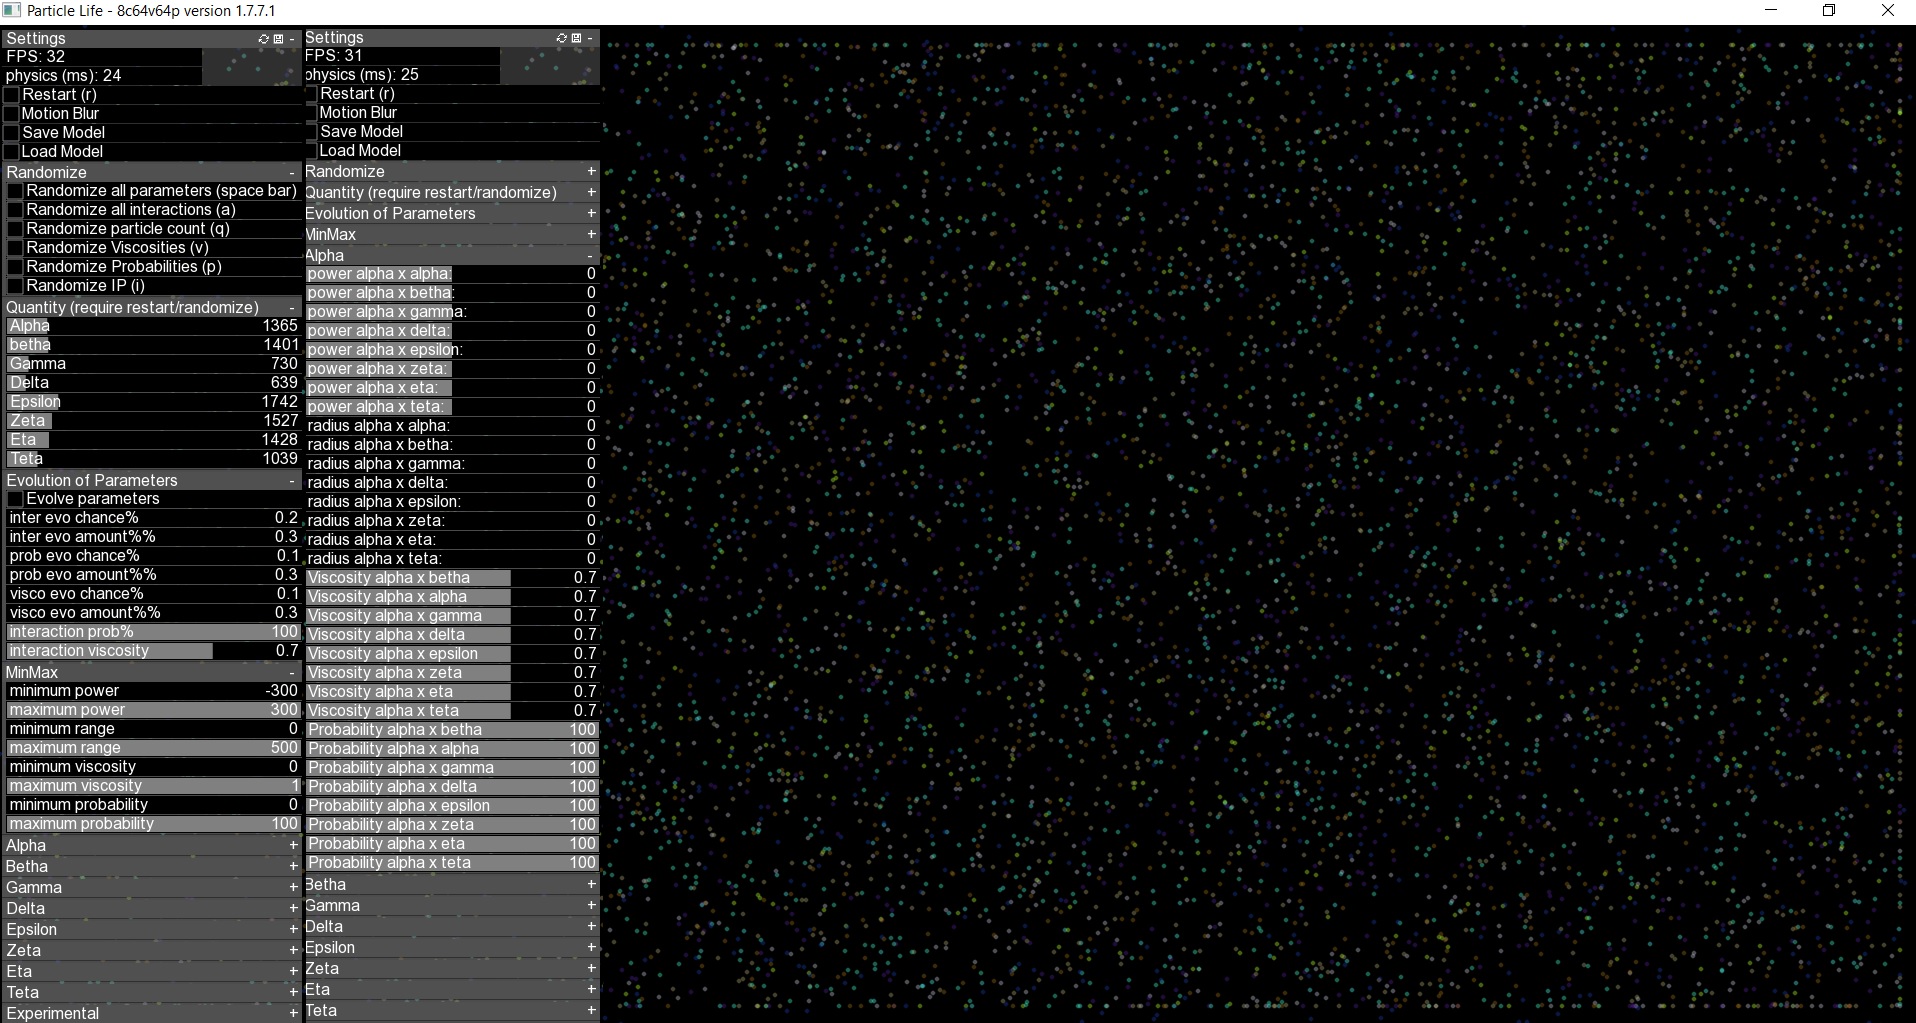 Particle Life - 8c64v64p version 1.7.7.1
Settings
FPS: 32
physics (ms): 24
Restart (r)
Motion Blur
Save Model
Load Model
Randomize -
Randomize all parameters (space bar)
Randomize all interactions (a)
Randomize particle count (q)
Randomize Viscosities (v)
Randomize Probabilities (p)
Randomize IP (i)
Quantity (require restart/randomize) -
Alpha 1365
betha 1401
Gamma 730
Delta 639
Epsilon 1742
Zeta 1527
Eta 1428
Teta 1039
Evolution of Parameters -
Evolve parameters
inter evo chance% 0.2
inter evo amount%% 0.3
prob evo chance% 0.1
prob evo amount%% 0.3
visco evo chance% 0.1
visco evo amount%% 0.3
interaction prob% 100
interaction viscosity 0.7
MinMax -
minimum power -300
maximum power 300
minimum range 0
maximum range 500
minimum viscosity 0
maximum viscosity 1
minimum probability 0
maximum probability 100
Alpha +
Betha +
Gamma +
Delta +
Epsilon +
Zeta +
Eta +
Teta +
Experimental +
Settings
FPS: 31
physics (ms): 25
Restart (r)
Motion Blur
Save Model
Load Model
Randomize +
Quantity (require restart/randomize) +
Evolution of Parameters +
MinMax +
Alpha -
power alpha x alpha: 0
power alpha x betha: 0
power alpha x gamma: 0
power alpha x delta: 0
power alpha x epsilon: 0
power alpha x zeta: 0
power alpha x eta: 0
power alpha x teta: 0
radius alpha x alpha: 0
radius alpha x betha: 0
radius alpha x gamma: 0
radius alpha x delta: 0
radius alpha x epsilon: 0
radius alpha x zeta: 0
radius alpha x eta: 0
radius alpha x teta: 0
Viscosity alpha x betha 0.7
Viscosity alpha x alpha 0.7
Viscosity alpha x gamma 0.7
Viscosity alpha x delta 0.7
Viscosity alpha x epsilon 0.7
Viscosity alpha x zeta 0.7
Viscosity alpha x eta 0.7
Viscosity alpha x teta 0.7
Probability alpha x betha 100
Probability alpha x alpha 100
Probability alpha x gamma 100
Probability alpha x delta 100
Probability alpha x epsilon 100
Probability alpha x zeta 100
Probability alpha x eta 100
Probability alpha x teta 100
Betha +
Gamma +
Delta +
Epsilon +
Zeta +
Eta +
Teta +